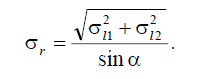 σ_r = √(σ_{l1}^2 + σ_{l2}^2) / sin α .